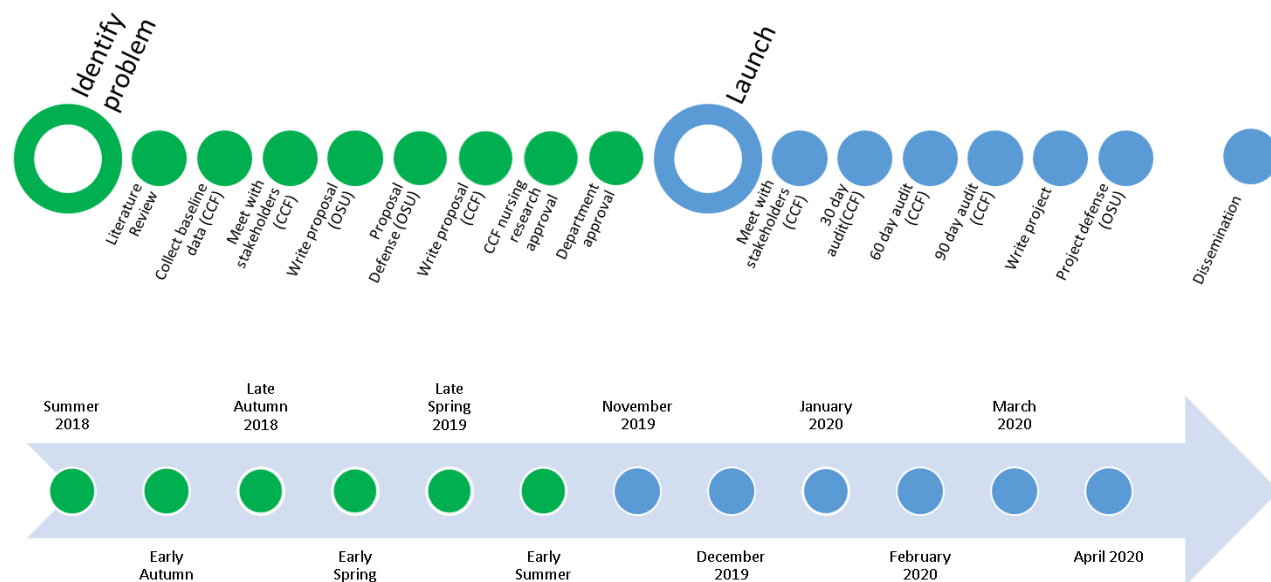 Identify
problem
Literature
Review
Collect baseline
data (CCF)
Meet with
stakeholders
(CCF)
Write proposal
(OSU)
Proposal
Defense (OSU)
Write proposal
(CCF)
CCF nursing
research
approval
Department
approval
Launch
Meet with
stakeholders
(CCF)
30 day
audit(CCF)
60 day audit
(CCF)
90 day audit
(CCF)
Write project
Project defense
(OSU)
Dissemination
Summer
2018
Late
Autumn
2018
Late
Spring
2019
November
2019
January
2020
March
2020
Early
Autumn
Early
Spring
Early
Summer
December
2019
February
2020
April 2020